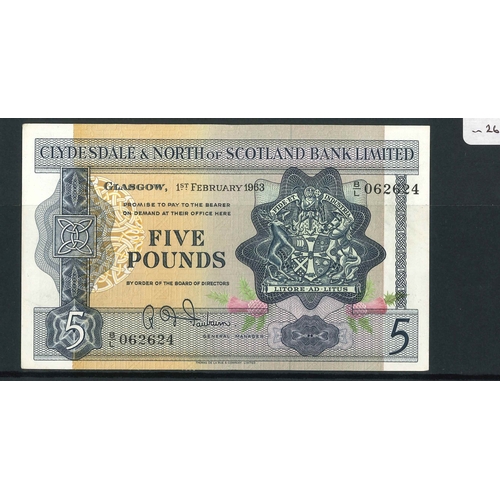 26
CLYDESDALE & NORTH OF SCOTLAND BANK LIMITED
GLASGOW, 1ST FEBRUARY 1963
B/L 062624
PROMISE TO PAY TO THE BEARER
ON DEMAND AT THEIR OFFICE HERE
FIVE
POUNDS
BY ORDER OF THE BOARD OF DIRECTORS
LITORE AD LITUS
GENERAL MANAGER
5
B/L 062624
5